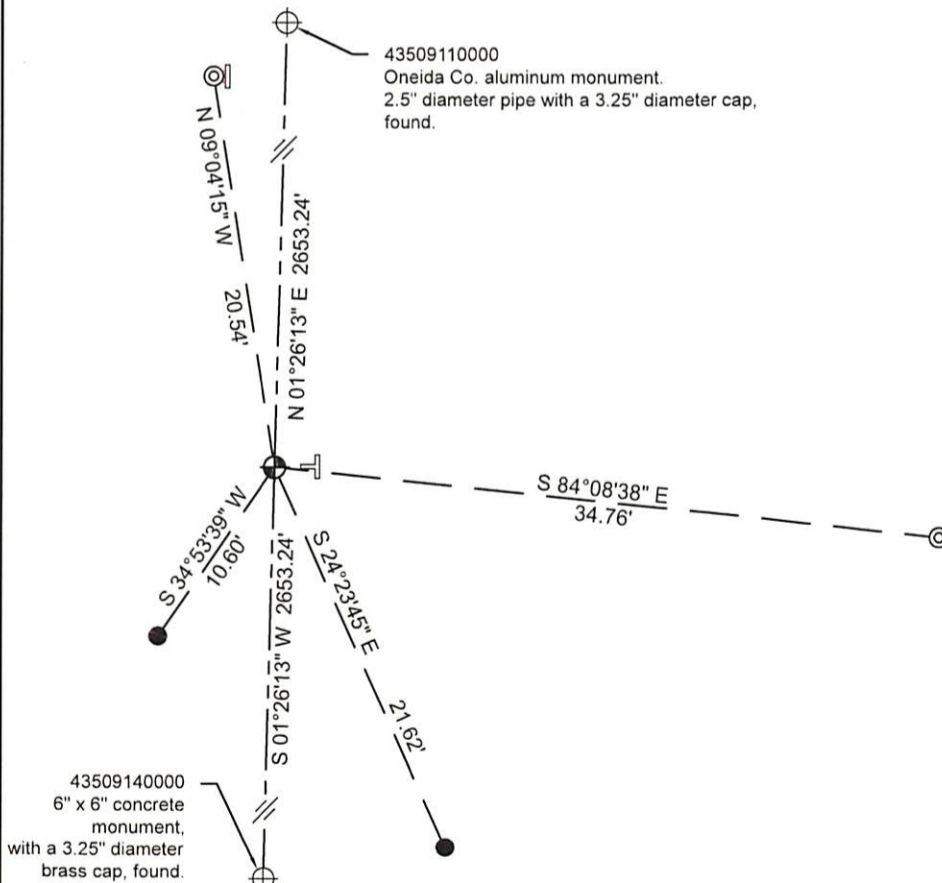 43509110000
Oneida Co. aluminum monument.
2.5" diameter pipe with a 3.25" diameter cap,
found.
N 09°04'15" W
20.54'
N 01°26'13" E 2653.24'
S 84°08'38" E
34.76'
S 34°53'39" W
10.60'
S 01°26'13" W 2653.24'
S 24°23'45" E
21.62'
43509140000
6" x 6" concrete
monument,
with a 3.25" diameter
brass cap, found.